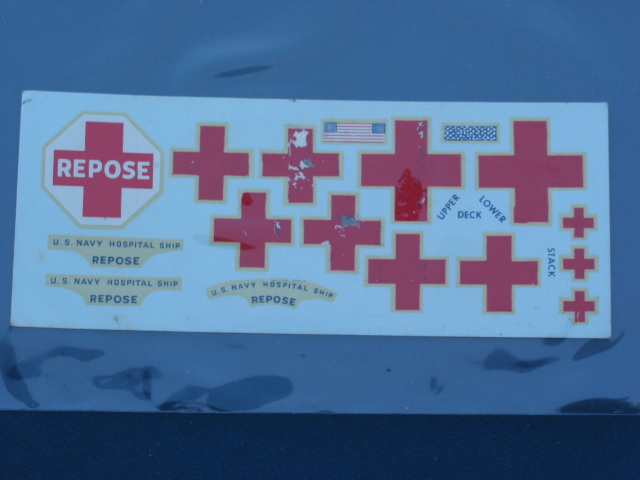 REPOSE
U.S. NAVY HOSPITAL SHIP
REPOSE
U.S. NAVY HOSPITAL SHIP
REPOSE
U.S. NAVY HOSPITAL SHIP
REPOSE
UPPER
LOWER
DECK
STACK